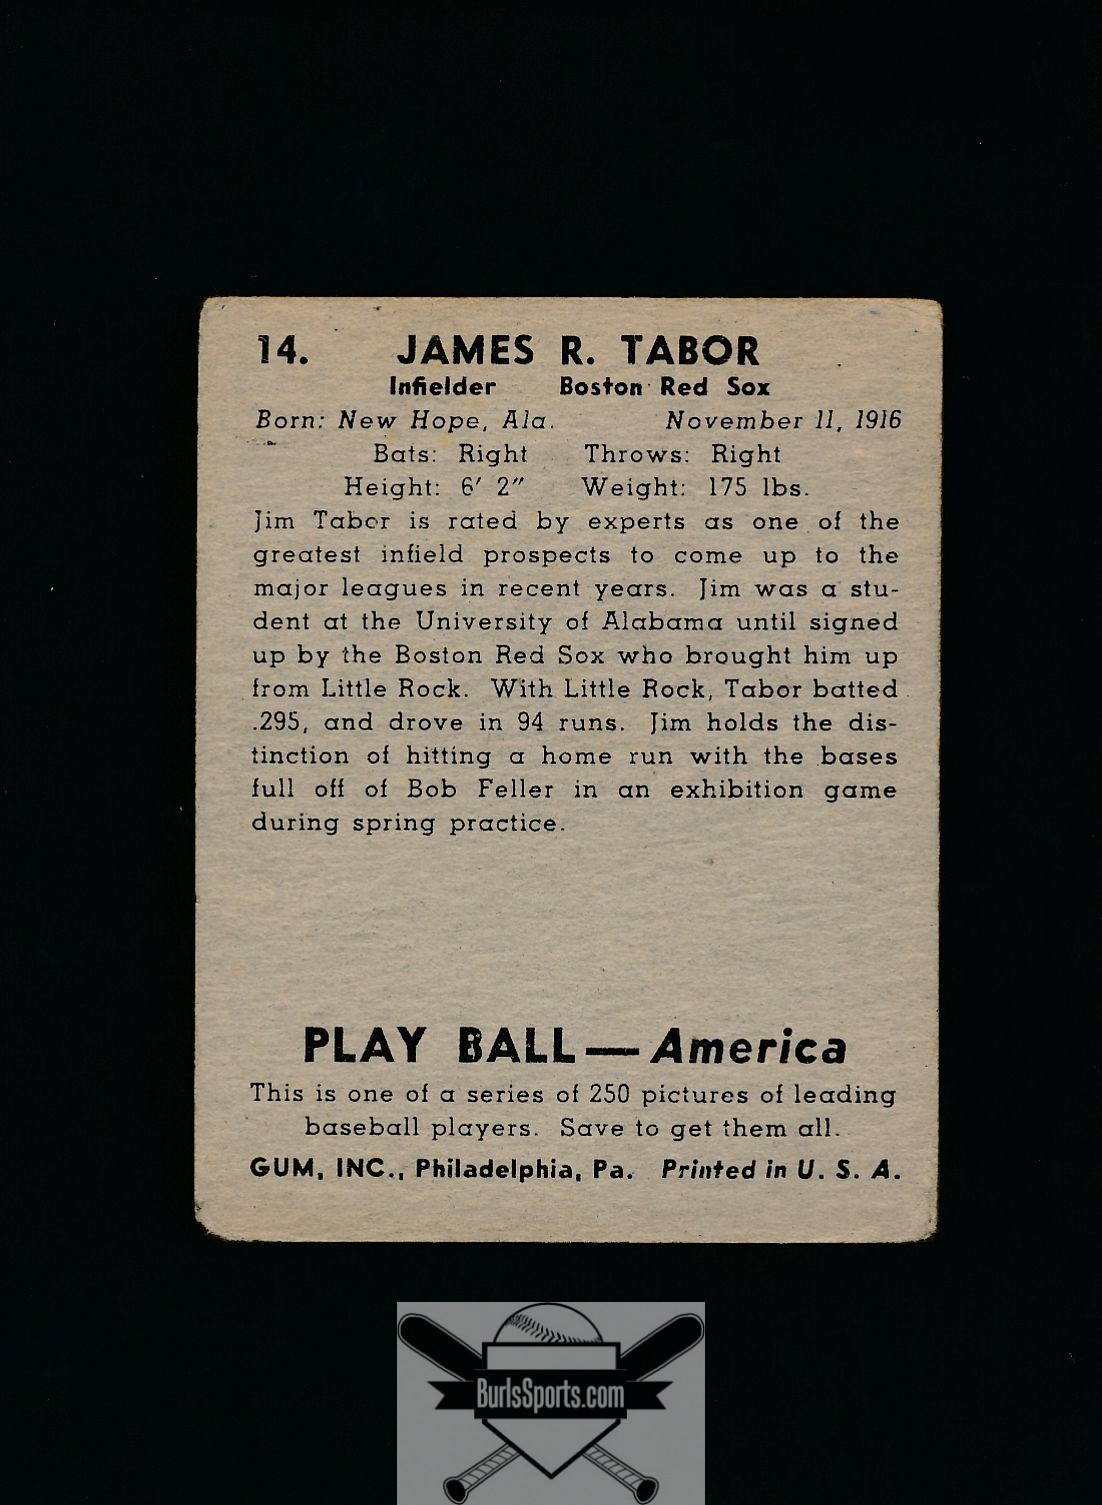 14. JAMES R. TABOR
Infielder Boston Red Sox
Born: New Hope, Ala. November 11, 1916
Bats: Right Throws: Right
Height: 6′ 2″ Weight: 175 lbs.
Jim Tabor is rated by experts as one of the
greatest infield prospects to come up to the
major leagues in recent years. Jim was a stu-
dent at the University of Alabama until signed
up by the Boston Red Sox who brought him up
from Little Rock. With Little Rock, Tabor batted
.295, and drove in 94 runs. Jim holds the dis-
tinction of hitting a home run with the bases
full off of Bob Feller in an exhibition game
during spring practice.
PLAY BALL — America
This is one of a series of 250 pictures of leading
baseball players. Save to get them all.
GUM, INC., Philadelphia, Pa. Printed in U. S. A.
BurlsSports.com